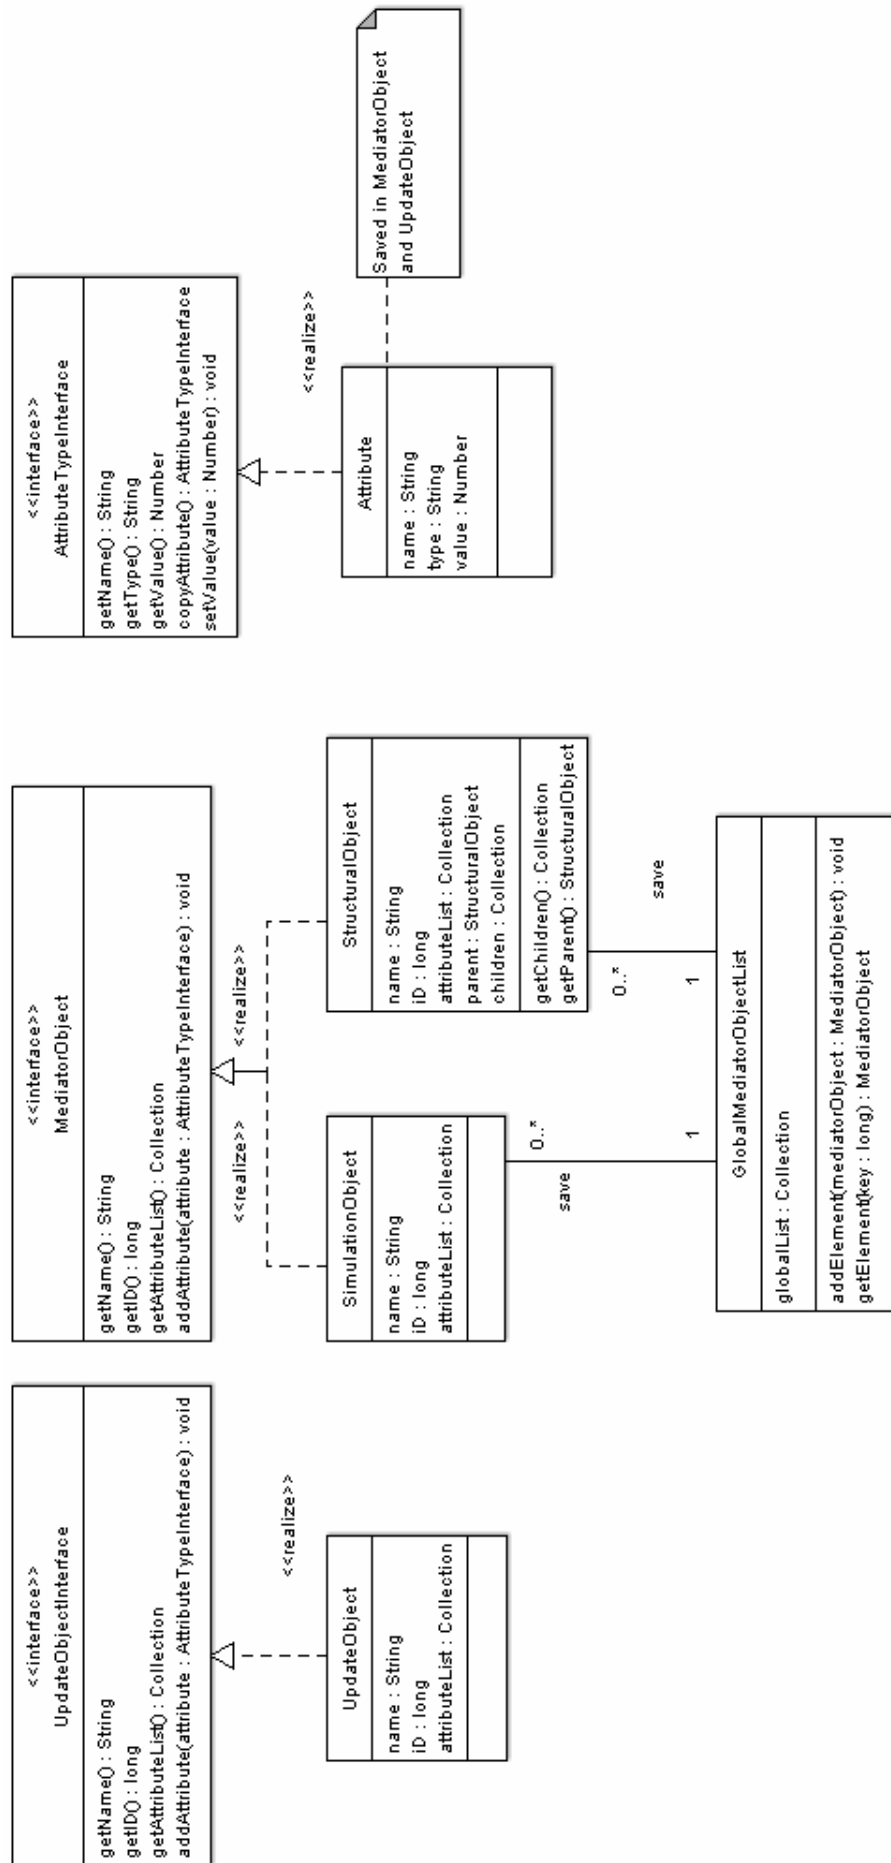 <<interface>>
UpdateObjectInterface
getName() : String
getID() : long
getAttributeList() : Collection
addAttribute(attribute : AttributeTypeInterface) : void
<<realize>>
UpdateObject
name : String
iD : long
attributeList : Collection
<<interface>>
MediatorObject
getName() : String
getID() : long
getAttributeList() : Collection
addAttribute(attribute : AttributeTypeInterface) : void
<<realize>>
<<realize>>
SimulationObject
name : String
iD : long
attributeList : Collection
StructuralObject
name : String
iD : long
attributeList : Collection
parent : StructuralObject
children : Collection
getChildren() : Collection
getParent() : StructuralObject
0..*
save
1
0..*
save
1
GlobalMediatorObjectList
globalList : Collection
addElement(mediatorObject : MediatorObject) : void
getElement(key : long) : MediatorObject
<<interface>>
AttributeTypeInterface
getName() : String
getType() : String
getValue() : Number
copyAttribute() : AttributeTypeInterface
setValue(value : Number) : void
<<realize>>
Attribute
name : String
type : String
value : Number
Saved in MediatorObject
and UpdateObject